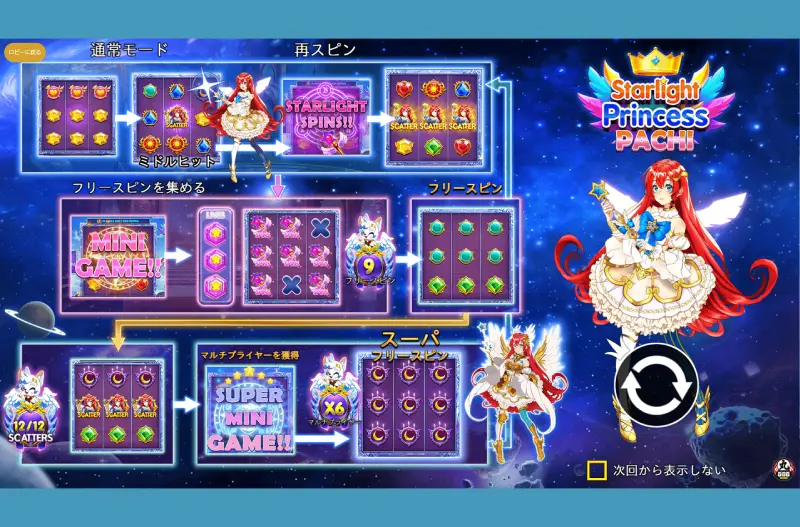 ロビーに戻る
通常モード
再スピン
SCATTER
STARLIGHT
SPINS!!
SCATTER SCATTER SCATTER
ミドルヒット
Starlight
Princess
PACHI
フリースピンを集める
フリースピン
MINI
GAME!!
LIVES
9
フリースピン
スーパ
フリースピン
マルチプライヤーを獲得
SCATTER SCATTER SCATTER
12/12
SCATTERS
SUPER
MINI
GAME!!
X6
マルチプライヤー
次回から表示しない